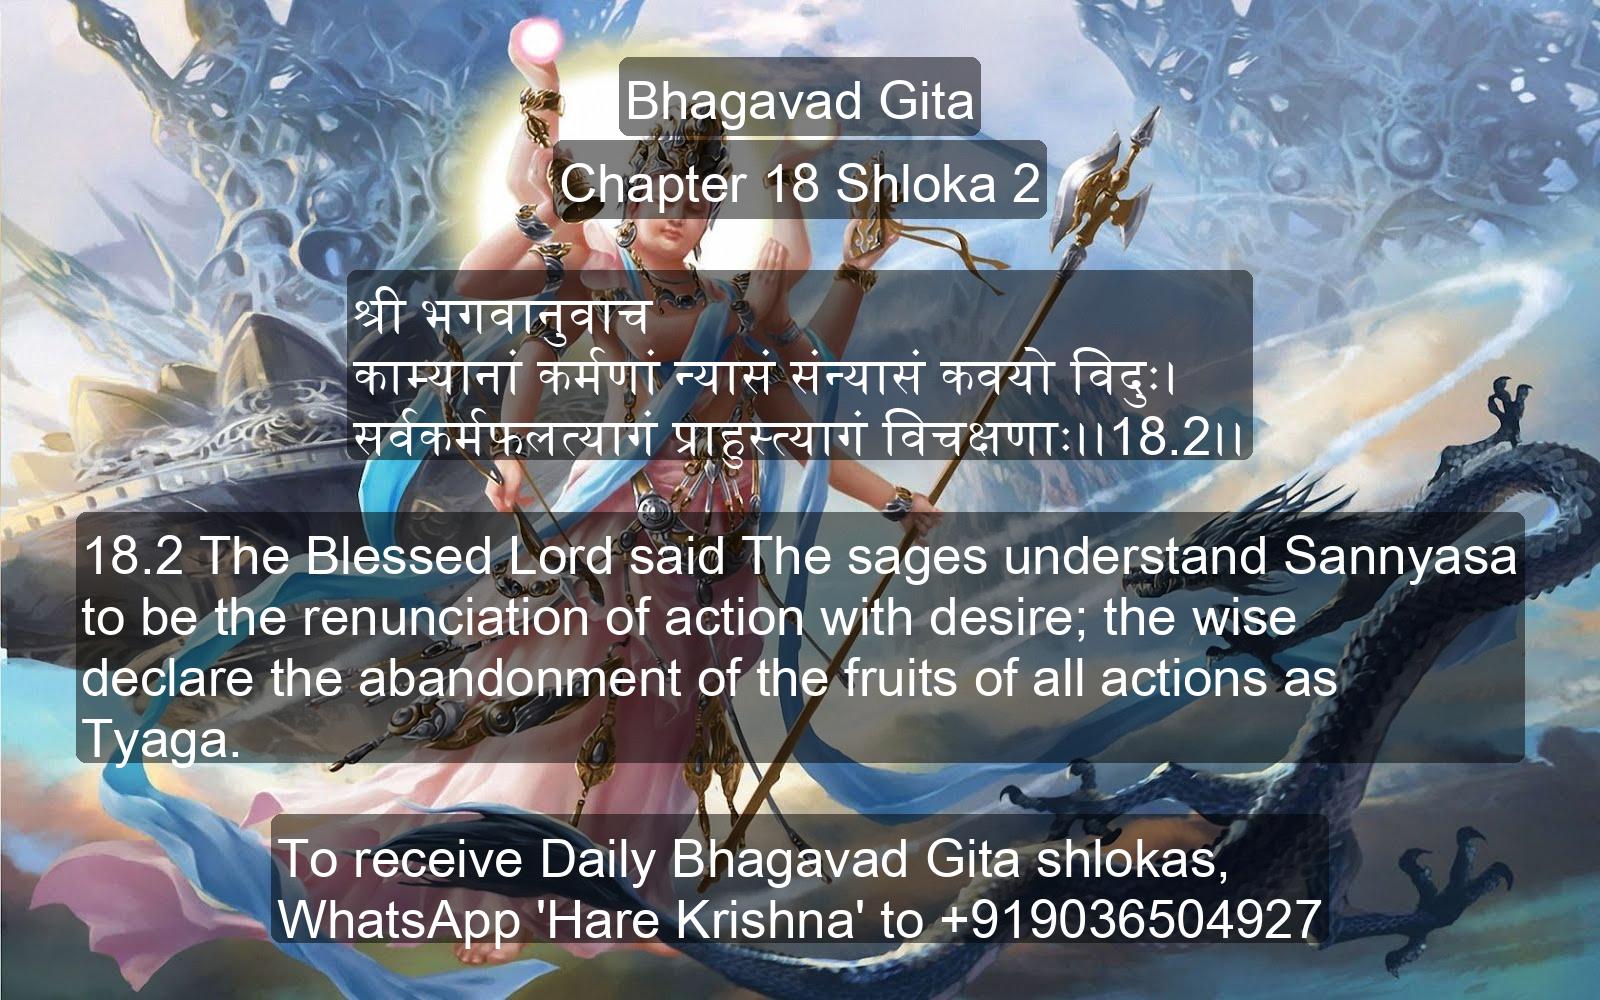 Bhagavad Gita
Chapter 18 Shloka 2
श्री भगवानुवाच
काम्यानां कर्मणां न्यासं संन्यासं कवयो विदुः।
सर्वकर्मफलत्यागं प्राहुस्त्यागं विचक्षणाः।।18.2।।
18.2 The Blessed Lord said The sages understand Sannyasa
to be the renunciation of action with desire; the wise
declare the abandonment of the fruits of all actions as
Tyaga.
To receive Daily Bhagavad Gita shlokas,
WhatsApp 'Hare Krishna' to +919036504927